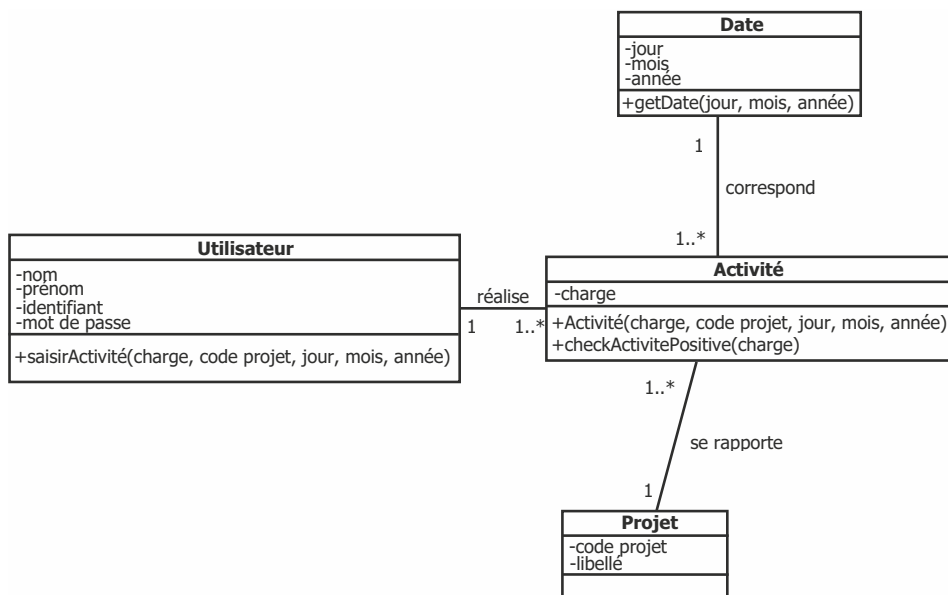 Date
-jour
-mois
-année
+getDate(jour, mois, année)
1
correspond
1..*
Utilisateur
-nom
-prénom
-identifiant
-mot de passe
+saisirActivité(charge, code projet, jour, mois, année)
réalise
1
1..*
Activité
-charge
+Activité(charge, code projet, jour, mois, année)
+checkActivitePositive(charge)
1..*
se rapporte
1
Projet
-code projet
-libellé